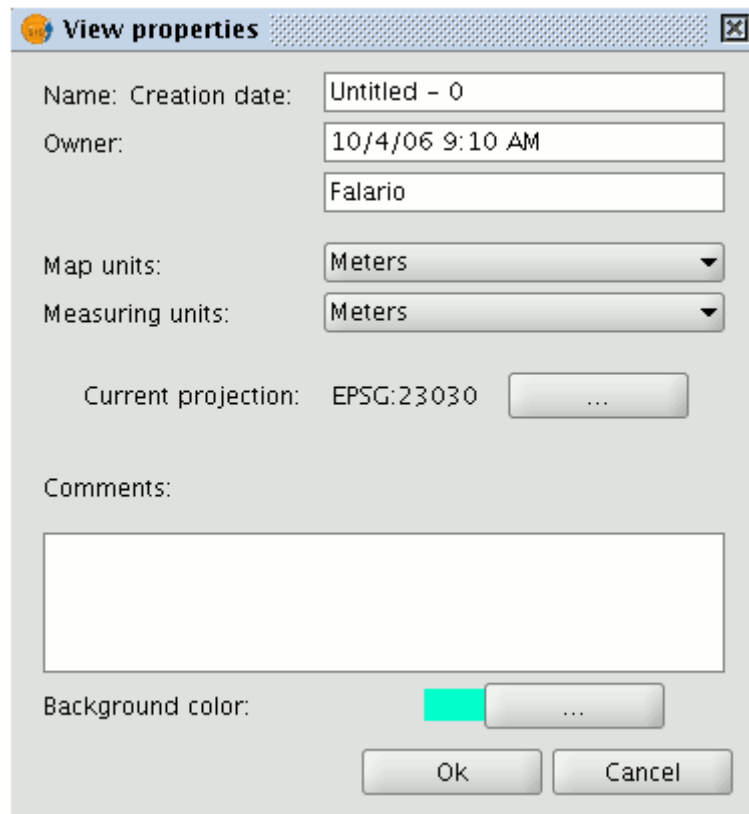 View properties
Name: Creation date: Untitled - 0
Owner: 10/4/06 9:10 AM
Falario
Map units: Meters
Measuring units: Meters
Current projection: EPSG:23030 ...
Comments:
Background color: ...
Ok Cancel